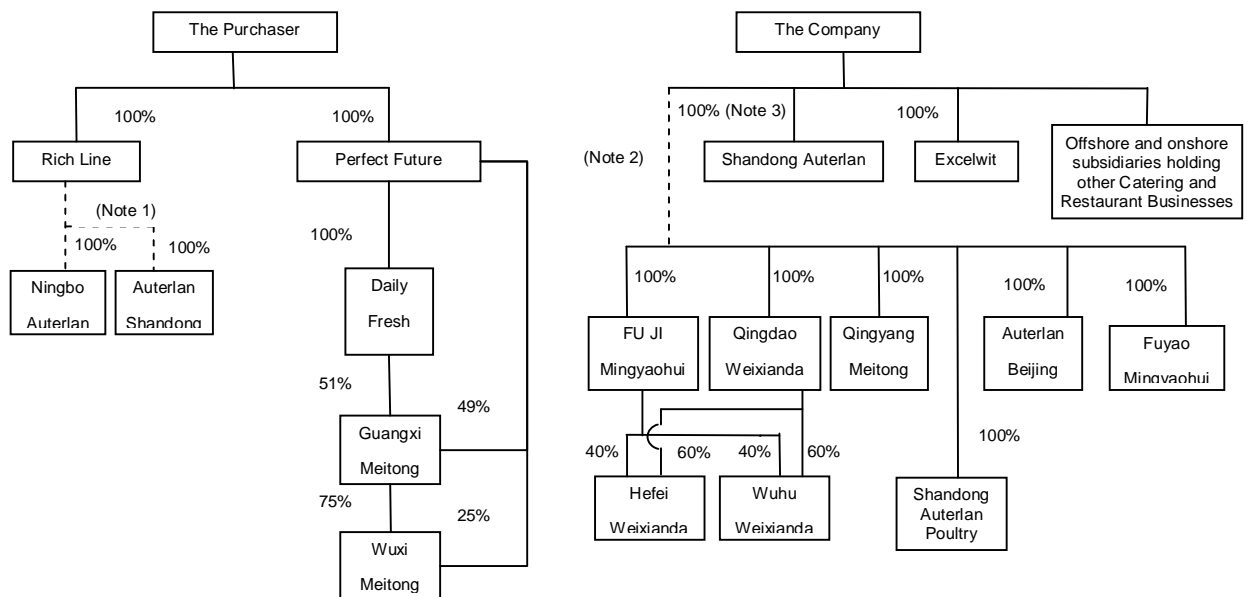 The Purchaser
The Company
100%
100%
100% (Note 3)
100%
Rich Line
Perfect Future
(Note 2)
Shandong Auterlan
Excelwit
Offshore and onshore
subsidiaries holding
other Catering and
Restaurant Businesses
(Note 1)
100%
100%
100%
Ningbo
Auterlan
Auterlan
Shandong
Daily
Fresh
100%
100%
100%
100%
100%
FU JI
Mingyaohui
Qingdao
Weixianda
Qingyang
Meitong
Auterlan
Beijing
Fuyao
Mingyaohui
51%
49%
Guangxi
Meitong
100%
40%
60%
40%
60%
75%
25%
Hefei
Weixianda
Wuhu
Weixianda
Shandong
Auterlan
Poultry
Wuxi
Meitong